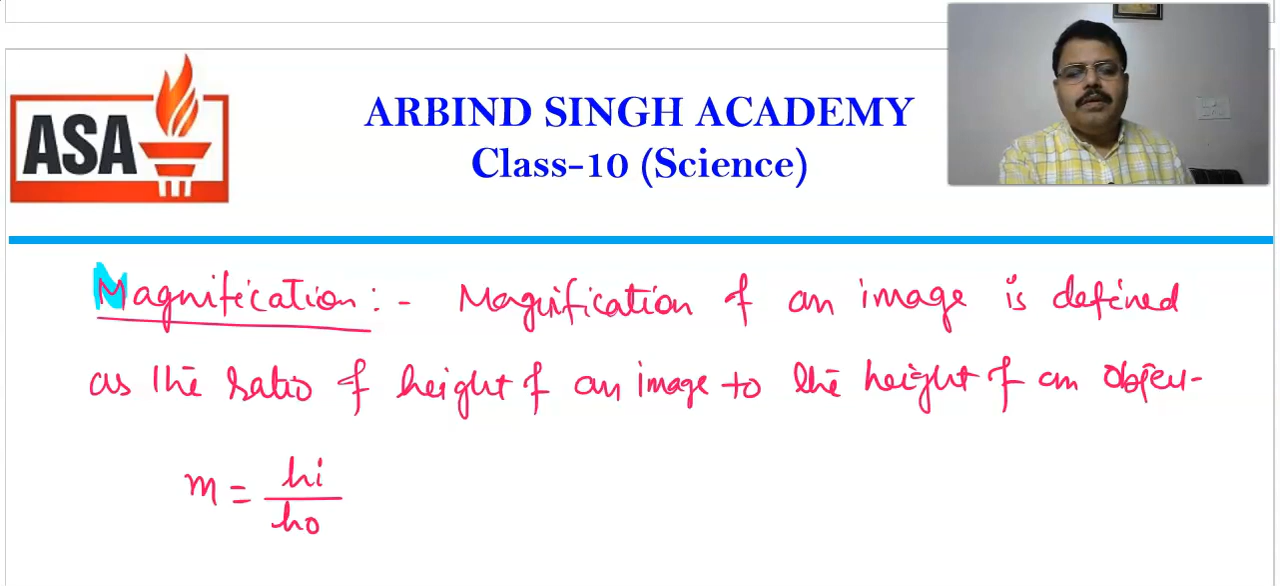 ASA
ARBIND SINGH ACADEMY
Class-10 (Science)
Magnification:- Magnification of an image is defined
as the ratio of height of an image to the height of an object
m = hi
ho